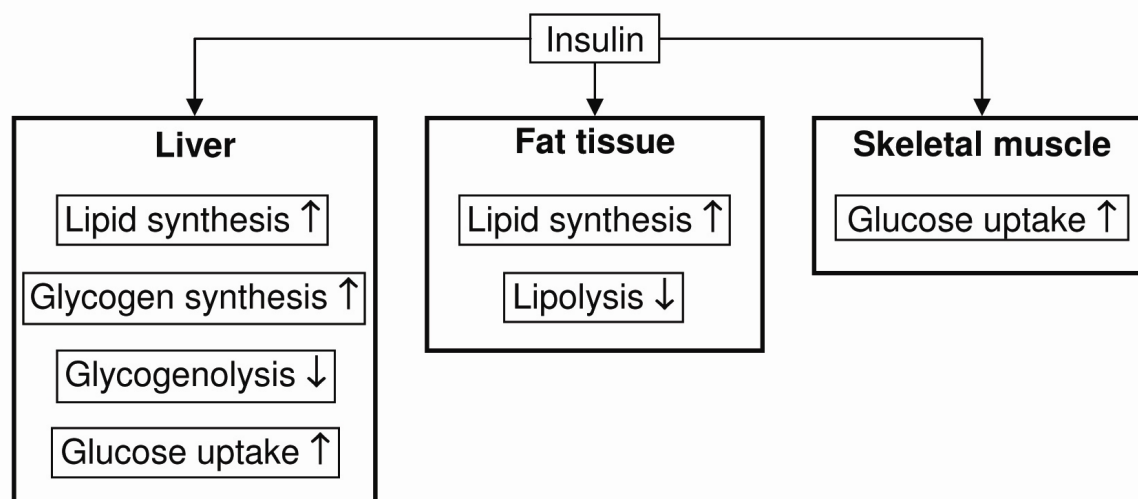 Insulin
Liver
Lipid synthesis ↑
Glycogen synthesis ↑
Glycogenolysis ↓
Glucose uptake ↑
Fat tissue
Lipid synthesis ↑
Lipolysis ↓
Skeletal muscle
Glucose uptake ↑